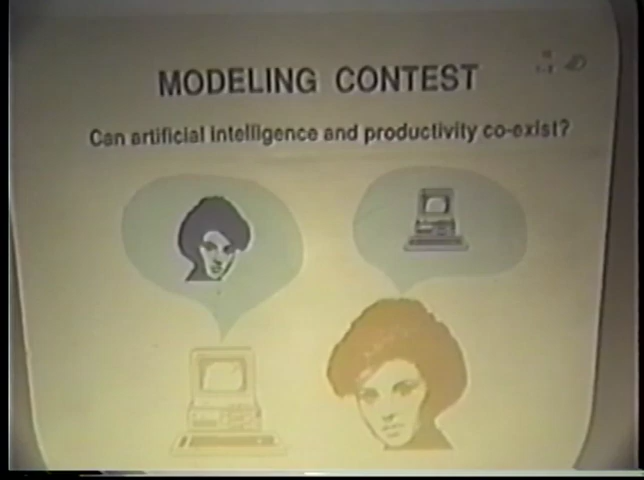 MODELING CONTEST
Can artificial intelligence and productivity co-exist?